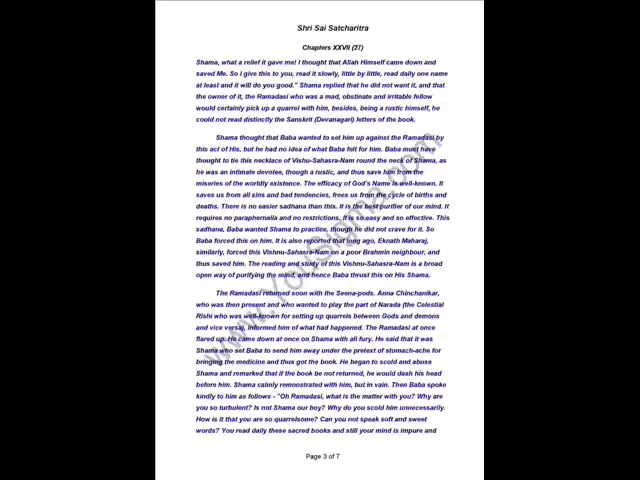 Shri Sai Satcharitra
Chapters XXVII (27)
Shama, what a relief it gave me! I thought that Allah Himself came down and
saved Me. So I give this to you, read it slowly, little by little, read daily one name
at least and it will do you good." Shama replied that he did not want it, and that
the owner of it, the Ramadasi who was a mad, obstinate and irritable fellow
would certainly pick up a quarrel with him, besides, being a rustic himself, he
could not read distinctly the Sanskrit (Devanagari) letters of the book.
Shama thought that Baba wanted to set him up against the Ramadasi by
this act of His, but he had no idea of what Baba felt for him. Baba must have
thought to tie this necklace of Vishu-Sahasra-Nam round the neck of Shama, as
he was an intimate devotee, though a rustic, and thus save him from the
miseries of the worldly existence. The efficacy of God's Name is well-known. It
saves us from all sins and bad tendencies, frees us from the cycle of births and
deaths. There is no easier sadhana than this. It is the best purifier of our mind. It
requires no paraphernalia and no restrictions. It is so easy and so effective. This
sadhana, Baba wanted Shama to practice, though he did not crave for it. So
Baba forced this on him. It is also reported that long ago, Eknath Maharaj,
similarly, forced this Vishnu-Sahasra-Nam on a poor Brahmin neighbour, and
thus saved him. The reading and study of this Vishnu-Sahasra-Nam is a broad
open way of purifying the mind, and hence Baba thrust this on His Shama.
The Ramadasi returned soon with the Seena-pods. Anna Chinchanikar,
who was then present and who wanted to play the part of Narada (the Celestial
Rishi who was well-known for setting up quarrels between Gods and demons
and vice versa), informed him of what had happened. The Ramadasi at once
flared up. He came down at once on Shama with all fury. He said that it was
Shama who set Baba to send him away under the pretext of stomach-ache for
bringing the medicine and thus got the book. He began to scold and abuse
Shama and remarked that if the book be not returned, he would dash his head
before him. Shama calmly remonstrated with him, but in vain. Then Baba spoke
kindly to him as follows - "Oh Ramadasi, what is the matter with you? Why are
you so turbulent? Is not Shama our boy? Why do you scold him unnecessarily.
How is it that you are so quarrelsome? Can you not speak soft and sweet
words? You read daily these sacred books and still your mind is impure and
Page 3 of 7
www.YouSigma.com